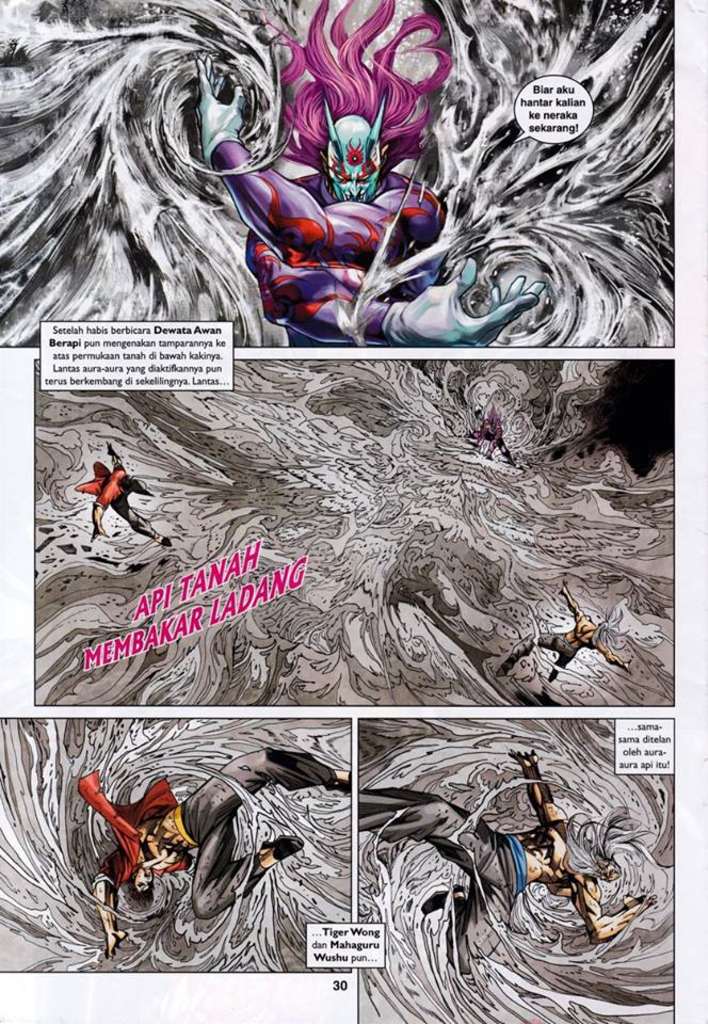 Biar aku
hantar kalian
ke neraka
sekarang!
Setelah habis berbicara Dewata Awan
Berapi pun mengenakan tamparannya ke
atas permukaan tanah di bawah kakinya.
Lantas aura-aura yang diaktifkannya pun
terus berkembang di sekelilingnya. Lantas...
API TANAH
MEMBAKAR LADANG
...Tiger Wong
dan Mahaguru
Wushu pun...
...sama-
sama ditelan
oleh aura-
aura api itu!
30